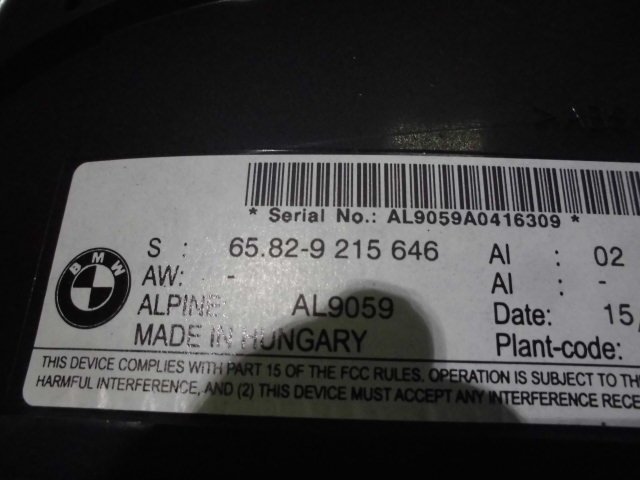 * Serial No.: AL9059A0416309 *
S : 65.82-9 215 646 AI : 02
AW: - AI : -
ALPINE: AL9059 Date: 15.
MADE IN HUNGARY Plant-code:
BMW
THIS DEVICE COMPLIES WITH PART 15 OF THE FCC RULES. OPERATION IS SUBJECT TO THE
HARMFUL INTERFERENCE, AND (2) THIS DEVICE MUST ACCEPT ANY INTERFERENCE RECE